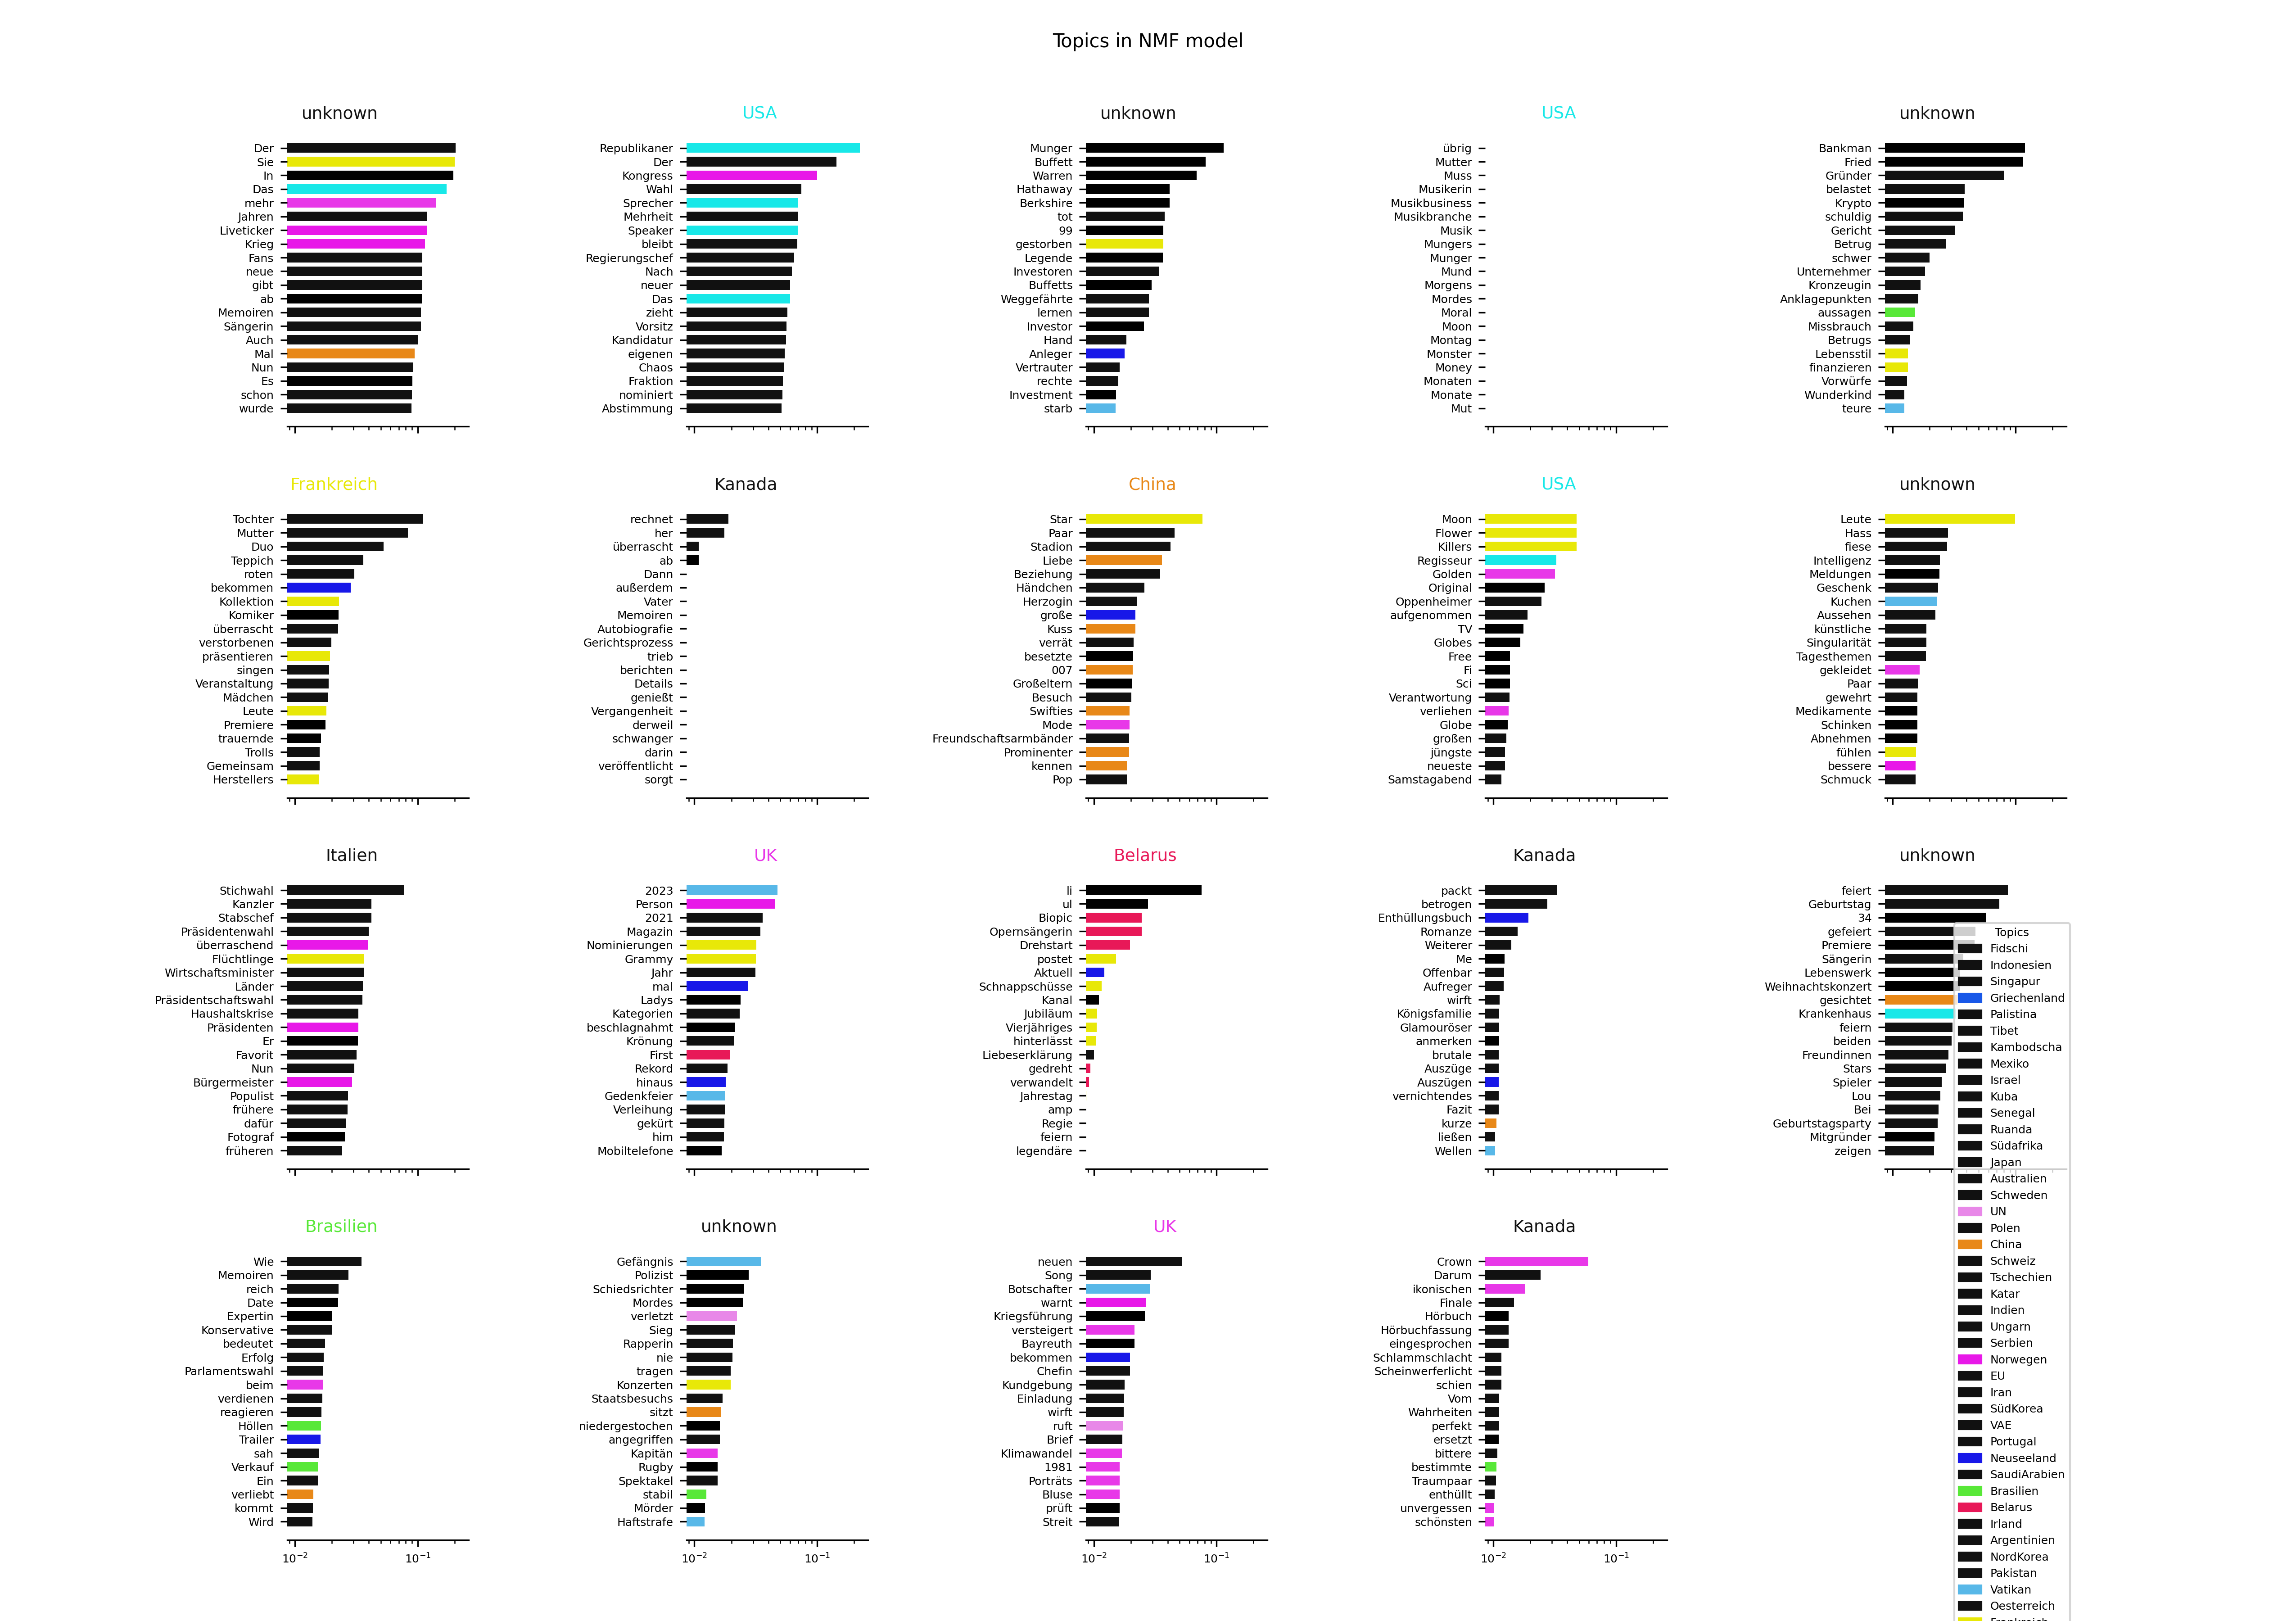 Topics in NMF model
unknown
Der
Sie
In
Das
mehr
Jahren
Liveticker
Krieg
Fans
neue
gibt
ab
Memoiren
Sängerin
Auch
Mal
Nun
Es
schon
wurde
USA
Republikaner
Der
Kongress
Wahl
Sprecher
Mehrheit
Speaker
bleibt
Regierungschef
Nach
neuer
Das
zieht
Vorsitz
Kandidatur
eigenen
Chaos
Fraktion
nominiert
Abstimmung
unknown
Munger
Buffett
Warren
Hathaway
Berkshire
tot
99
gestorben
Legende
Investoren
Buffetts
Weggefährte
lernen
Investor
Hand
Anleger
Vertrauter
rechte
Investment
starb
USA
übrig
Mutter
Muss
Musikerin
Musikbusiness
Musikbranche
Musik
Mungers
Munger
Mund
Morgens
Mordes
Moral
Moon
Montag
Monster
Money
Monaten
Monate
Mut
unknown
Bankman
Fried
Gründer
belastet
Krypto
schuldig
Gericht
Betrug
schwer
Unternehmer
Kronzeugin
Anklagepunkten
aussagen
Missbrauch
Betrugs
Lebensstil
finanzieren
Vorwürfe
Wunderkind
teure
Frankreich
Tochter
Mutter
Duo
Teppich
roten
bekommen
Kollektion
Komiker
überrascht
verstorbenen
präsentieren
singen
Veranstaltung
Mädchen
Leute
Premiere
trauernde
Trolls
Gemeinsam
Herstellers
Kanada
rechnet
her
überrascht
ab
Dann
außerdem
Vater
Memoiren
Autobiografie
Gerichtsprozess
trieb
berichten
Details
genießt
Vergangenheit
derweil
schwanger
darin
veröffentlicht
sorgt
China
Star
Paar
Stadion
Liebe
Beziehung
Händchen
Herzogin
große
Kuss
verrät
besetzte
007
Großeltern
Besuch
Swifties
Mode
Freundschaftsarmbänder
Prominenter
kennen
Pop
USA
Moon
Flower
Killers
Regisseur
Golden
Original
Oppenheimer
aufgenommen
TV
Globes
Free
Fi
Sci
Verantwortung
verliehen
Globe
großen
jüngste
neueste
Samstagabend
unknown
Leute
Hass
fiese
Intelligenz
Meldungen
Geschenk
Kuchen
Aussehen
künstliche
Singularität
Tagesthemen
gekleidet
Paar
gewehrt
Medikamente
Schinken
Abnehmen
fühlen
bessere
Schmuck
Italien
Stichwahl
Kanzler
Stabschef
Präsidentenwahl
überraschend
Flüchtlinge
Wirtschaftsminister
Länder
Präsidentschaftswahl
Haushaltskrise
Präsidenten
Er
Favorit
Nun
Bürgermeister
Populist
frühere
dafür
Fotograf
früheren
UK
2023
Person
2021
Magazin
Nominierungen
Grammy
Jahr
mal
Ladys
Kategorien
beschlagnahmt
Krönung
First
Rekord
hinaus
Gedenkfeier
Verleihung
gekürt
him
Mobiltelefone
Belarus
li
ul
Biopic
Opernsängerin
Drehstart
postet
Aktuell
Schnappschüsse
Kanal
Jubiläum
Vierjähriges
hinterlässt
Liebeserklärung
gedreht
verwandelt
Jahrestag
amp
Regie
feiern
legendäre
Kanada
packt
betrogen
Enthüllungsbuch
Romanze
Weiterer
Me
Offenbar
Aufreger
wirft
Königsfamilie
Glamouröser
anmerken
brutale
Auszüge
Auszügen
vernichtendes
Fazit
kurze
ließen
Wellen
unknown
feiert
Geburtstag
34
gefeiert
Premiere
Sängerin
Lebenswerk
Weihnachtskonzert
gesichtet
Krankenhaus
feiern
beiden
Freundinnen
Stars
Spieler
Lou
Bei
Geburtstagsparty
Mitgründer
zeigen
Brasilien
Wie
Memoiren
reich
Date
Expertin
Konservative
bedeutet
Erfolg
Parlamentswahl
beim
verdienen
reagieren
Höllen
Trailer
sah
Verkauf
Ein
verliebt
kommt
Wird
10⁻² 10⁻¹
unknown
Gefängnis
Polizist
Schiedsrichter
Mordes
verletzt
Sieg
Rapperin
nie
tragen
Konzerten
Staatsbesuchs
sitzt
niedergestochen
angegriffen
Kapitän
Rugby
Spektakel
stabil
Mörder
Haftstrafe
10⁻² 10⁻¹
UK
neuen
Song
Botschafter
warnt
Kriegsführung
versteigert
Bayreuth
bekommen
Chefin
Kundgebung
Einladung
wirft
ruft
Brief
Klimawandel
1981
Porträts
Bluse
prüft
Streit
10⁻² 10⁻¹
Kanada
Crown
Darum
ikonischen
Finale
Hörbuch
Hörbuchfassung
eingesprochen
Schlammschlacht
Scheinwerferlicht
schien
Vom
Wahrheiten
perfekt
ersetzt
bittere
bestimmte
Traumpaar
enthüllt
unvergessen
schönsten
10⁻² 10⁻¹
Topics
Fidschi
Indonesien
Singapur
Griechenland
Palistina
Tibet
Kambodscha
Mexiko
Israel
Kuba
Senegal
Ruanda
Südafrika
Japan
Australien
Schweden
UN
Polen
China
Schweiz
Tschechien
Katar
Indien
Ungarn
Serbien
Norwegen
EU
Iran
SüdKorea
VAE
Portugal
Neuseeland
SaudiArabien
Brasilien
Belarus
Irland
Argentinien
NordKorea
Pakistan
Vatikan
Oesterreich